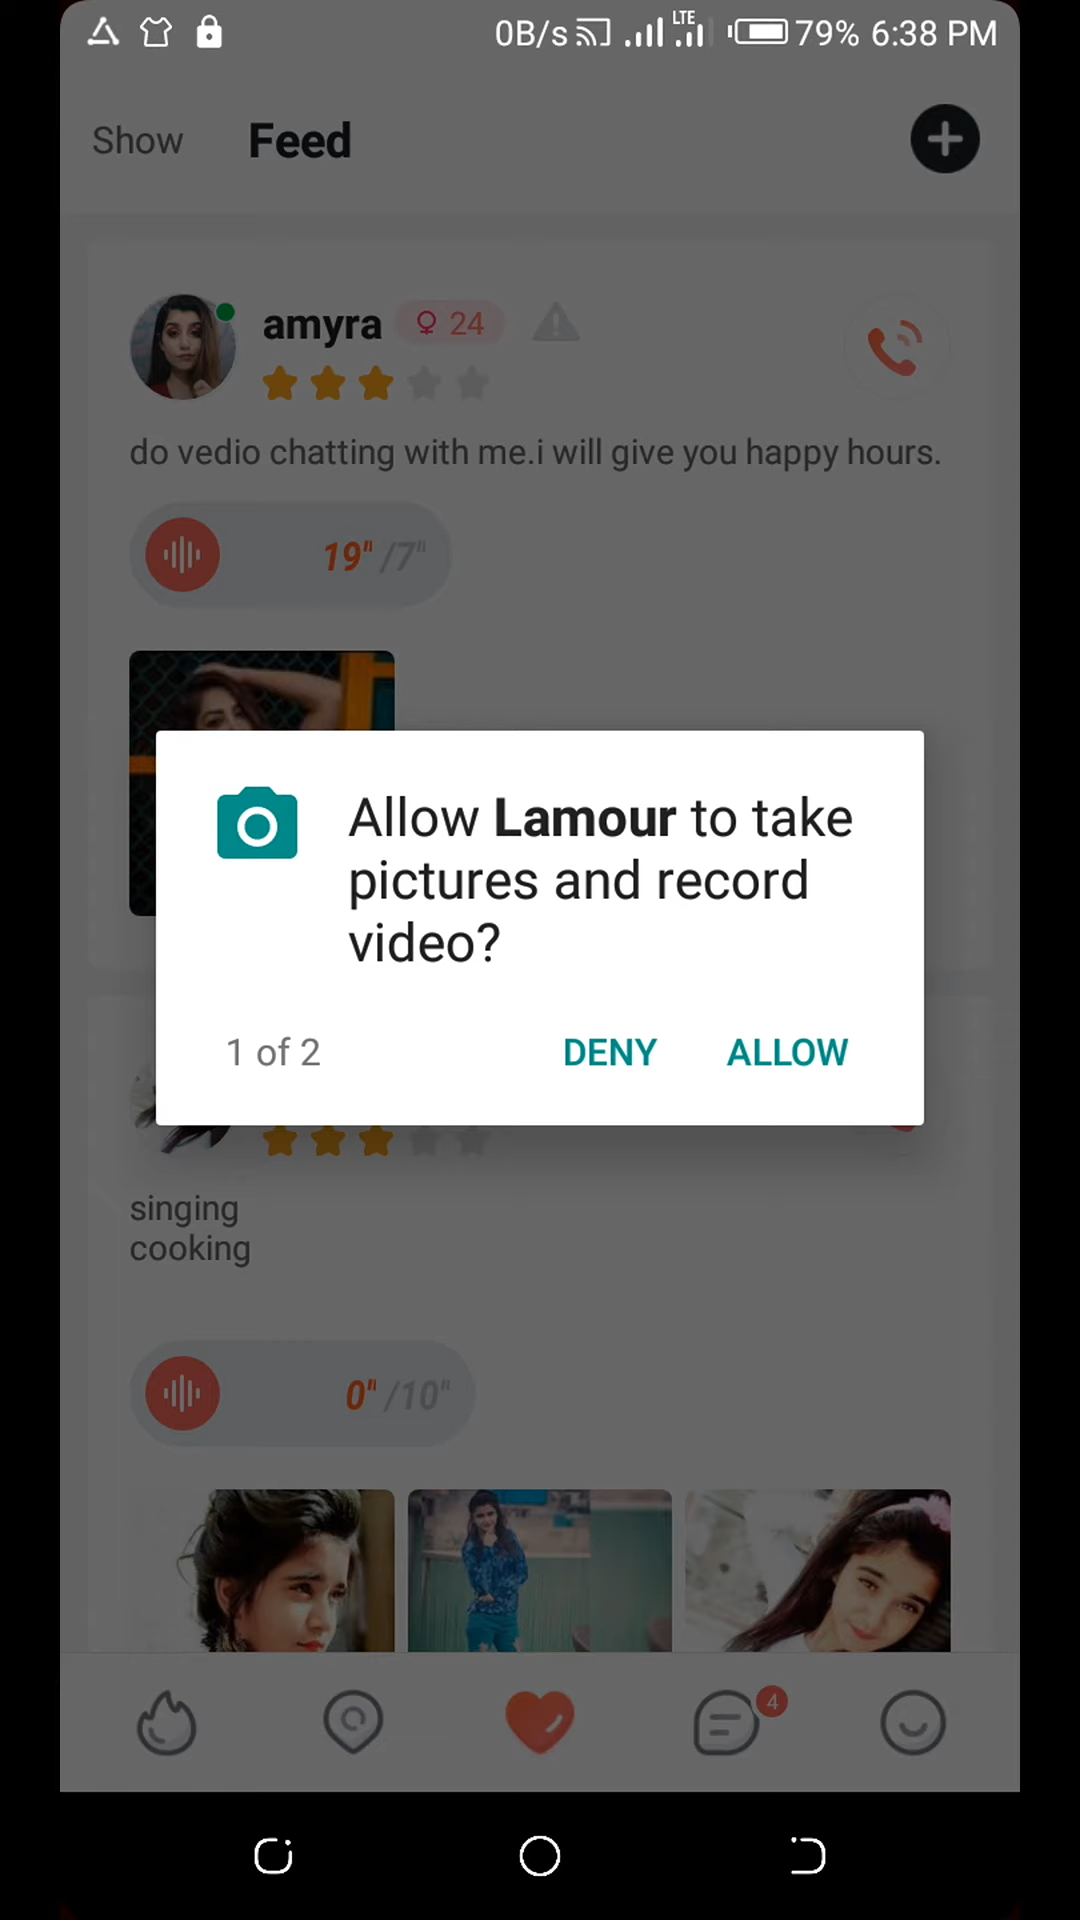 0B/s LTE 79% 6:38 PM
Show Feed
amyra 24
do vedio chatting with me.i will give you happy hours.
19" /7"
Allow Lamour to take
pictures and record
video?
1 of 2 DENY ALLOW
singing
cooking
0" /10"
4